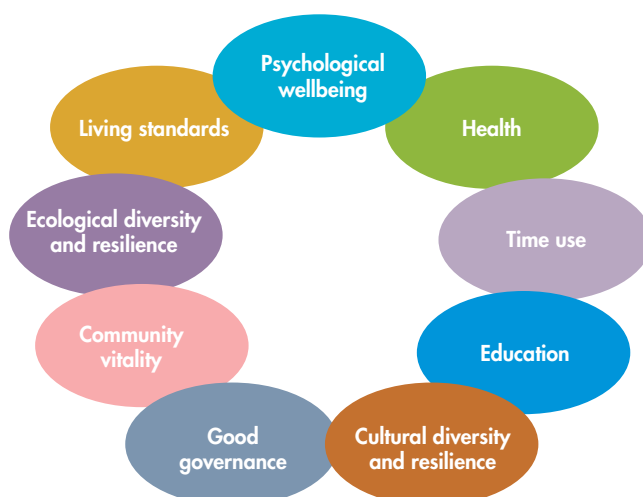 Psychological
wellbeing
Health
Time use
Education
Cultural diversity
and resilience
Good
governance
Community
vitality
Ecological diversity
and resilience
Living standards